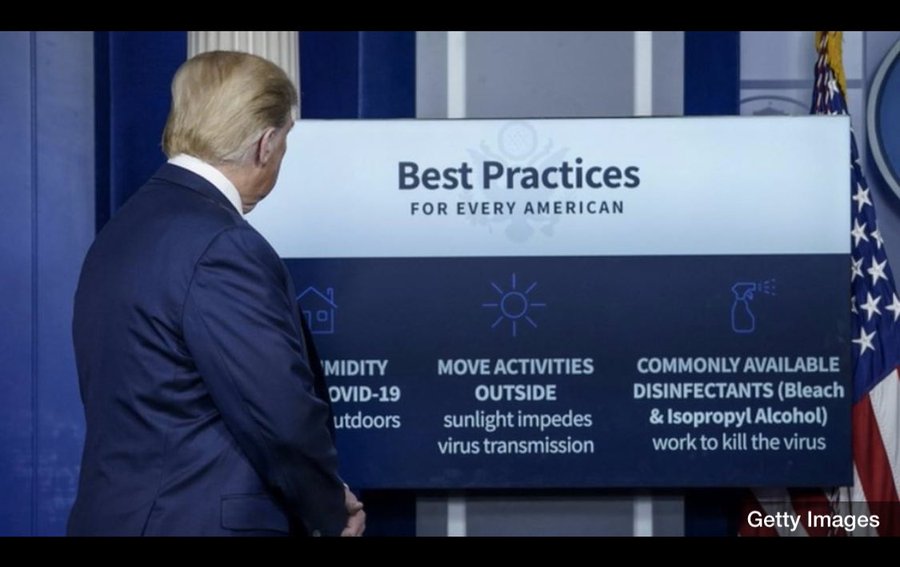 Best Practices
FOR EVERY AMERICAN
MOVE ACTIVITIES
OUTSIDE
sunlight impedes
virus transmission
COMMONLY AVAILABLE
DISINFECTANTS (Bleach
& Isopropyl Alcohol)
work to kill the virus
MIDITY
OVID-19
utdoors
Getty Images